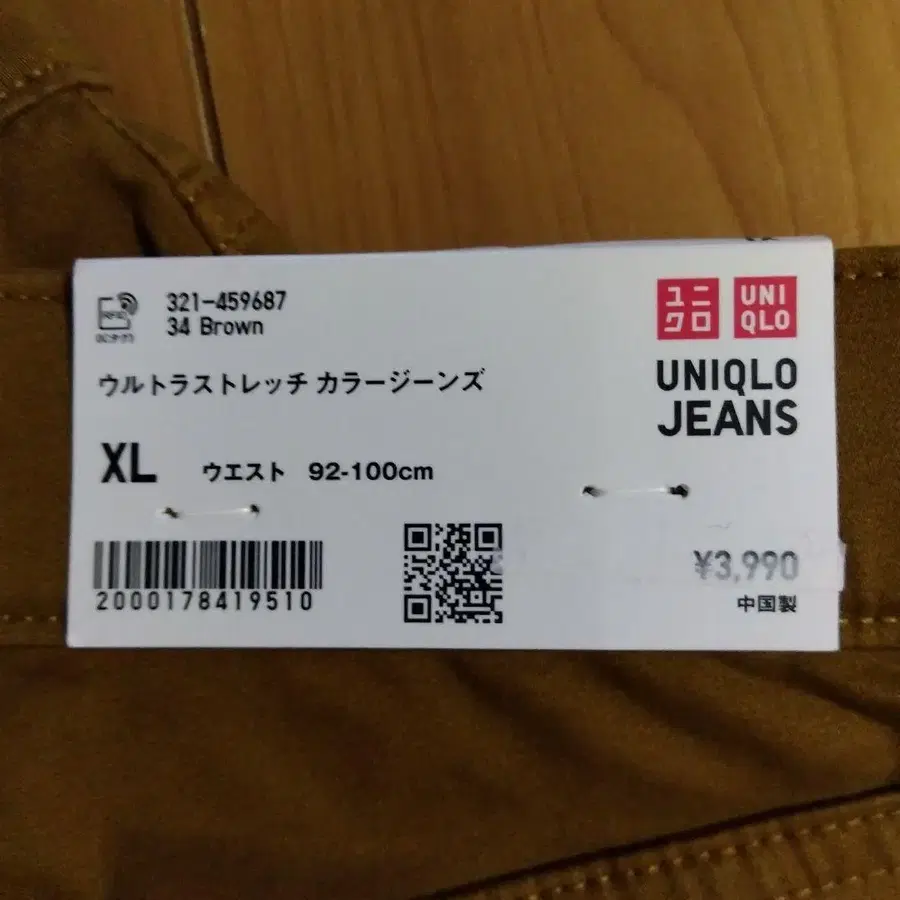 321-459687
34 Brown
ユニ
クロ
UNI
QLO
ウルトラストレッチ カラージーンズ
UNIQLO
JEANS
XL ウエスト 92-100cm
2000178419510
¥3,990
中国製